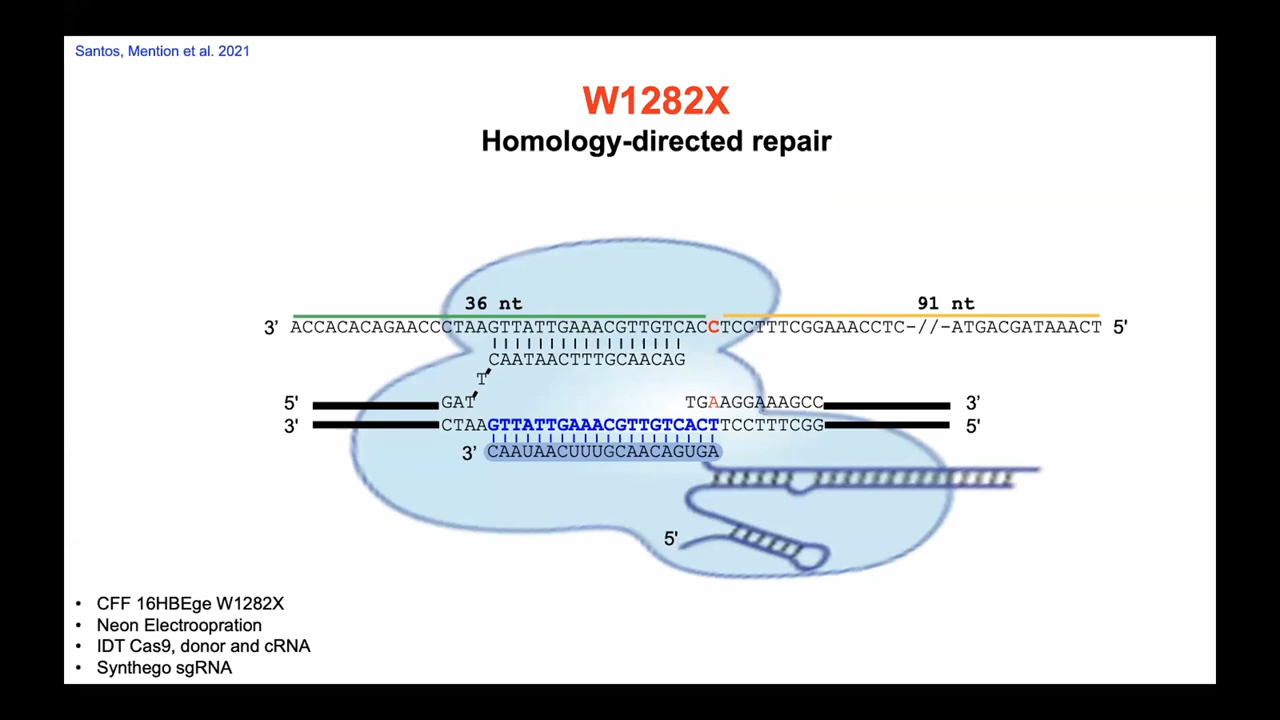 Santos, Mention et al. 2021
W1282X
Homology-directed repair
36 nt
91 nt
3' ACCACACAGAACCCTAAGTTATTGAAACGTTGTCACCTCCTTTCGGAAACCTC-//-ATGACGATAAACT 5'
CAATAACTTTGCAACAG
T
5' GAT TGAAGGAAAGCC 3'
3' CTAAGTTATTGAAACGTTGTCACTTCCTTTCGG 5'
3' CAAUAACUUUGCAACAGUGA
5'
• CFF 16HBEge W1282X
• Neon Electroopration
• IDT Cas9, donor and cRNA
• Synthego sgRNA